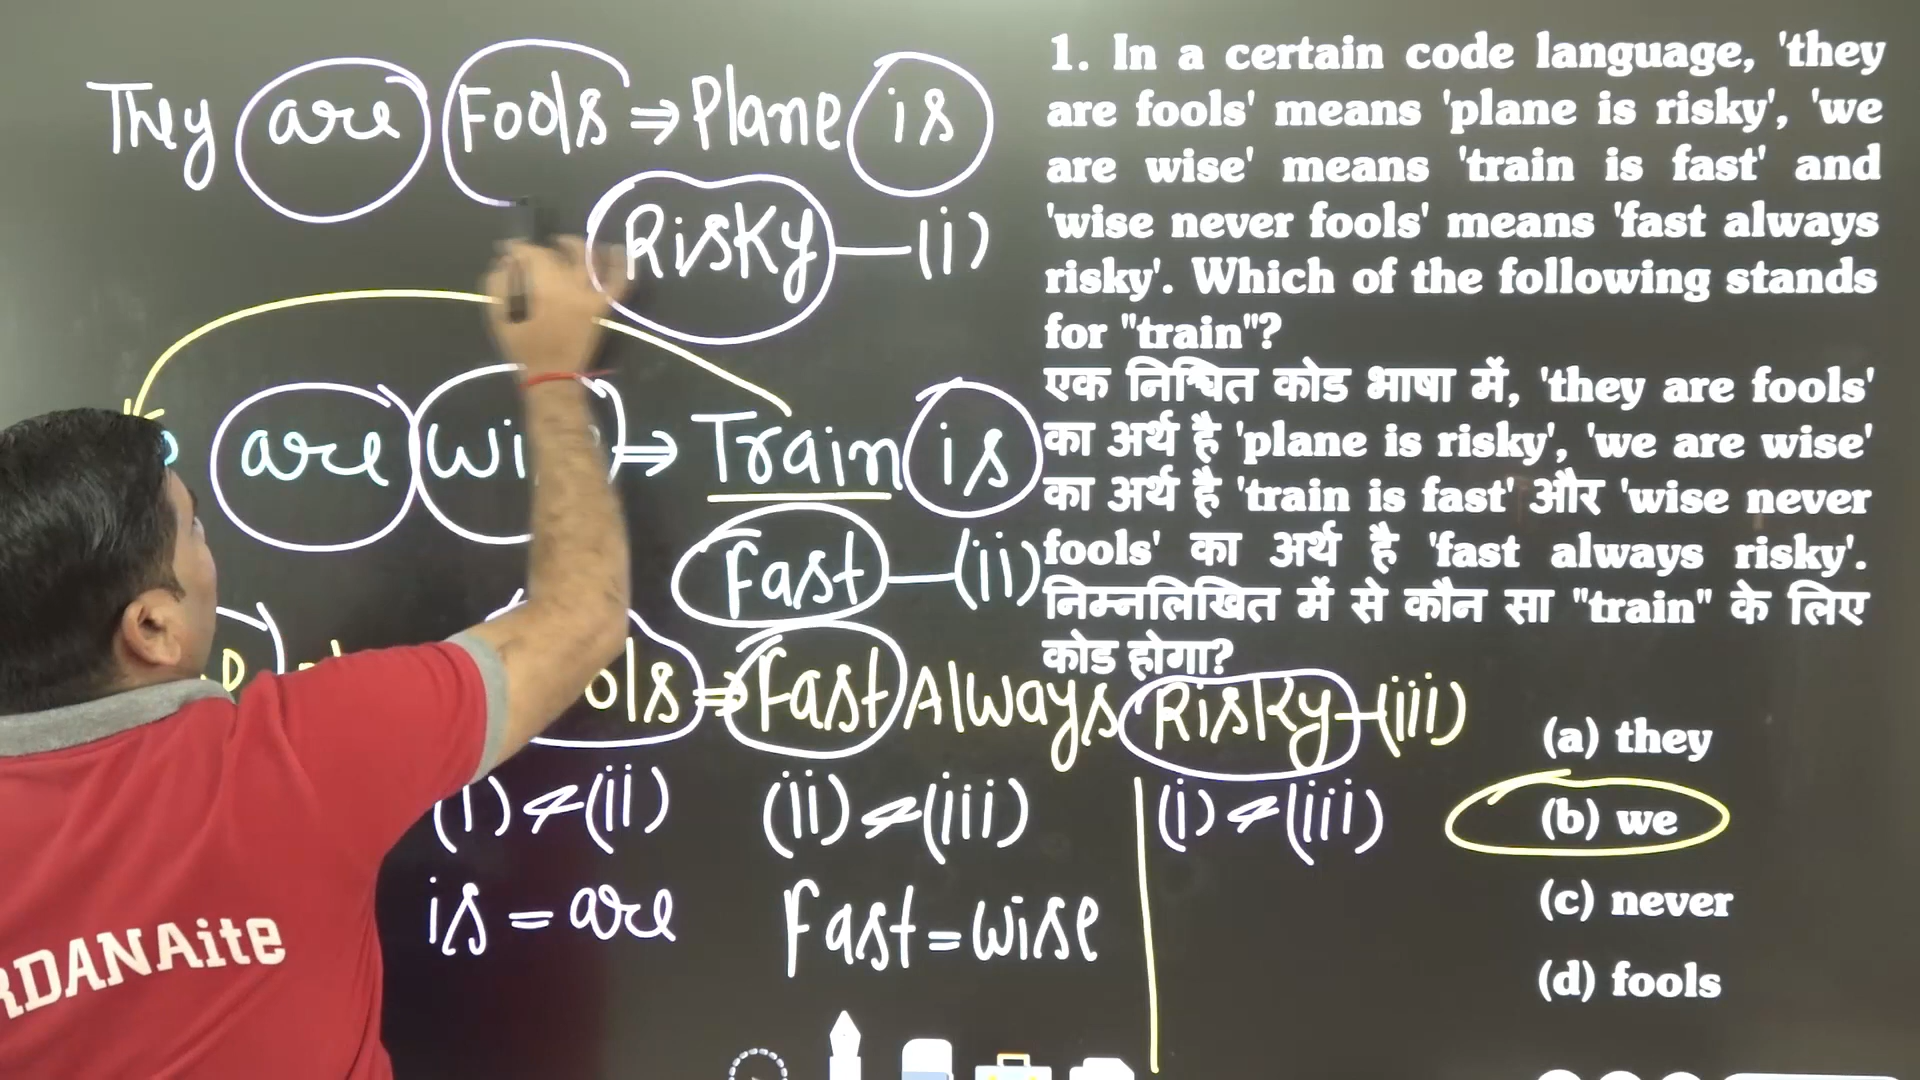 They are Fools ⇒ Plane is
Risky — (i)
are ⇒ Train is
Fast — (ii)
⇒ Fast Always Risky — (iii)
(i) & (ii) (ii) & (iii) (i) & (iii)
is = are Fast = wise
1. In a certain code language, 'they
are fools' means 'plane is risky', 'we
are wise' means 'train is fast' and
'wise never fools' means 'fast always
risky'. Which of the following stands
for "train"?
एक निश्चित कोड भाषा में, 'they are fools'
का अर्थ है 'plane is risky', 'we are wise'
का अर्थ है 'train is fast' और 'wise never
fools' का अर्थ है 'fast always risky'.
निम्नलिखित में से कौन सा "train" के लिए
कोड होगा?
(a) they
(b) we
(c) never
(d) fools
RDANAite